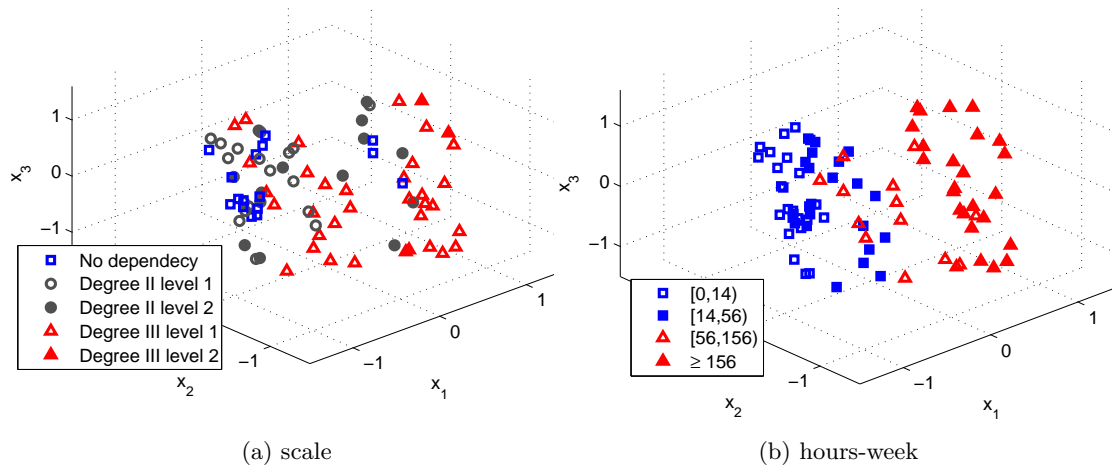 1
0
−1
x3
No dependecy
Degree II level 1
Degree II level 2
Degree III level 1
Degree III level 2
−1
x2
−1
0
1
x1
(a) scale
1
0
−1
x3
[0,14)
[14,56)
[56,156)
≥ 156
−1
x2
−1
0
1
x1
(b) hours-week